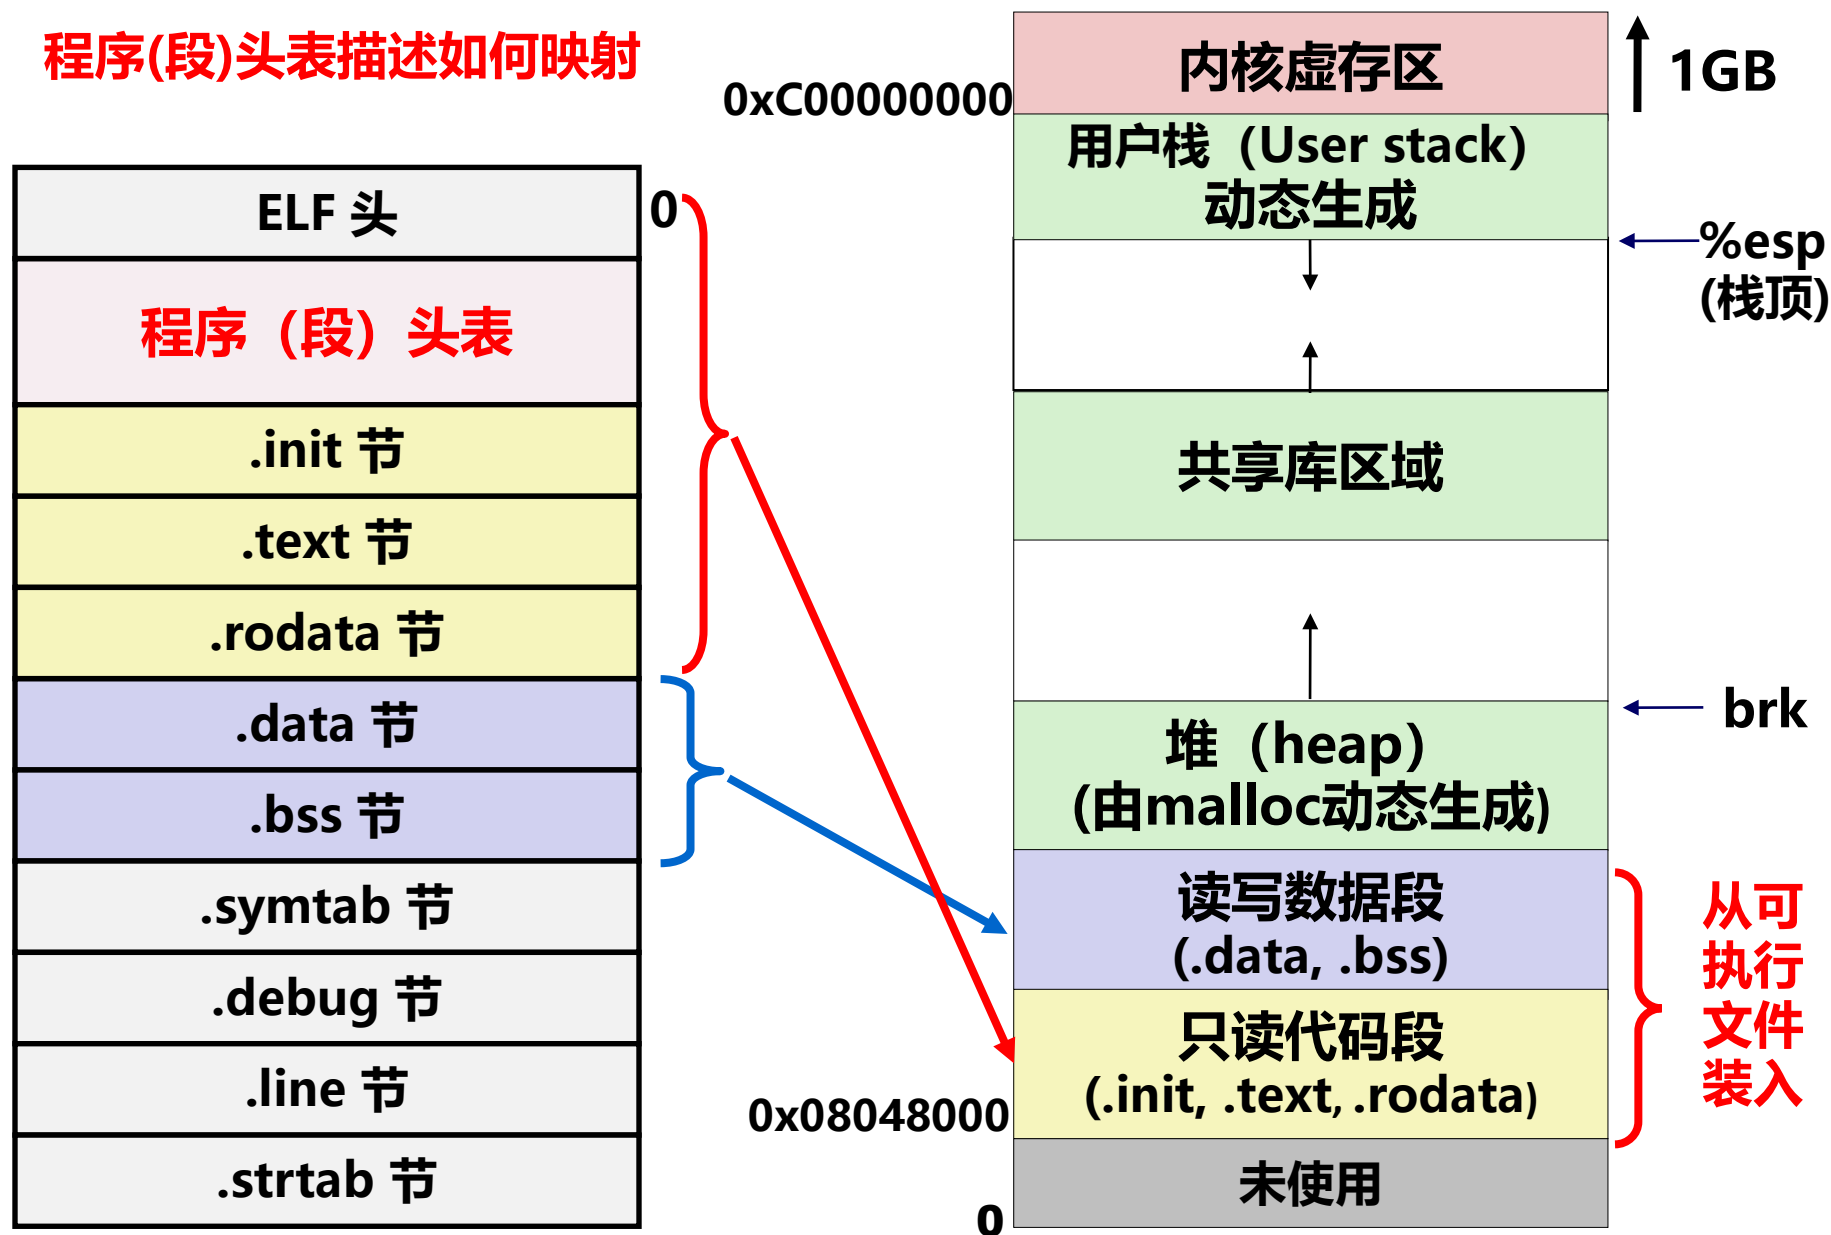 程序(段)头表描述如何映射
ELF 头
0
程序（段）头表
.init 节
.text 节
.rodata 节
.data 节
.bss 节
.symtab 节
.debug 节
.line 节
.strtab 节
0xC00000000
内核虚存区
1GB
用户栈（User stack）
动态生成
%esp
(栈顶)
共享库区域
brk
堆（heap）
(由malloc动态生成)
读写数据段
(.data, .bss)
只读代码段
(.init, .text, .rodata)
0x08048000
未使用
0
从可
执行
文件
装入